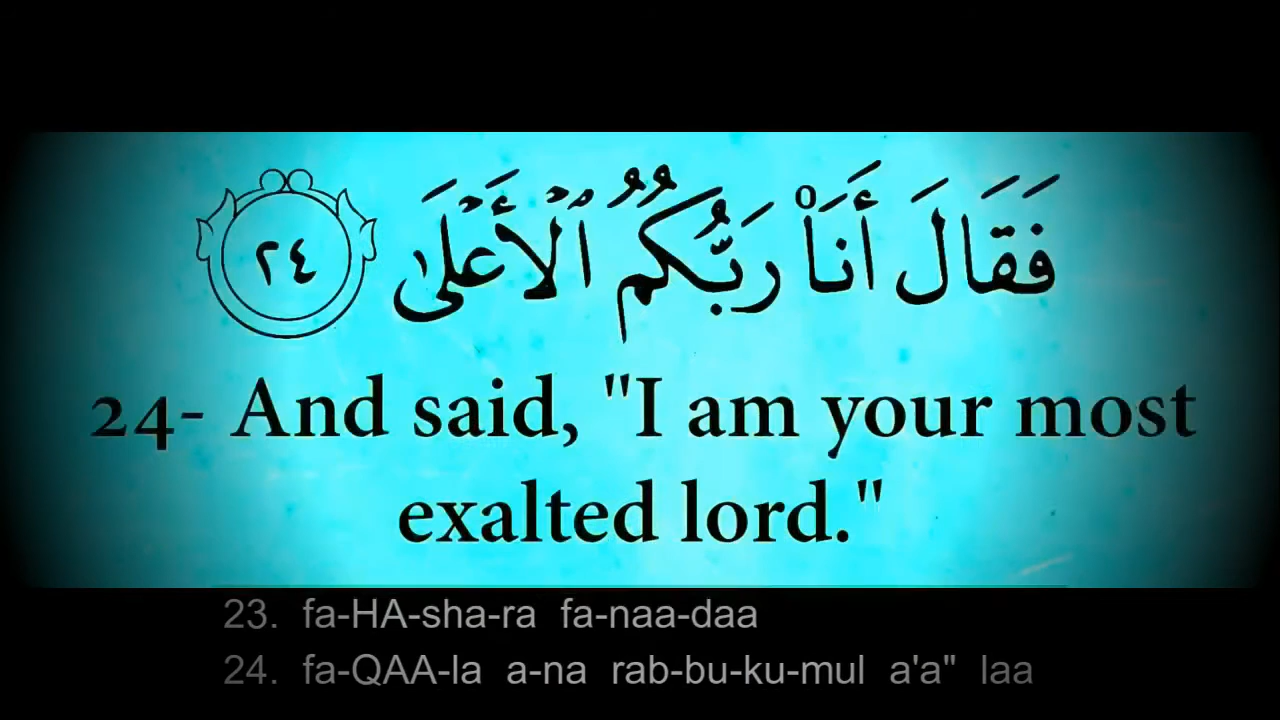 فَقَالَ أَنَا۠ رَبُّكُمُ ٱلْأَعْلَىٰ ٢٤
24- And said, "I am your most
exalted lord."
23. fa-HA-sha-ra fa-naa-daa
24. fa-QAA-la a-na rab-bu-ku-mul a'a" laa